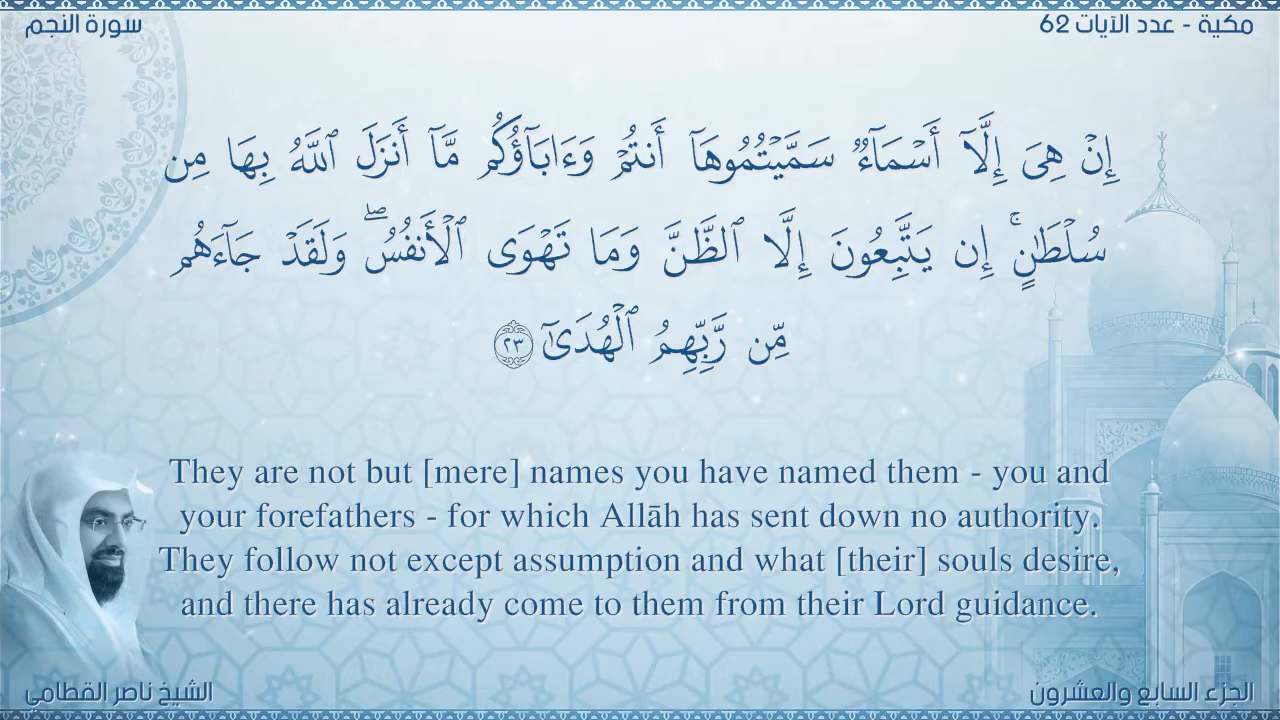 مكية - عدد الآيات 62
سورة النجم
إِنْ هِىَ إِلَّآ أَسْمَآءٌ سَمَّيْتُمُوهَآ أَنتُمْ وَءَابَآؤُكُم مَّآ أَنزَلَ ٱللَّهُ بِهَا مِن
سُلْطَٰنٍ ۚ إِن يَتَّبِعُونَ إِلَّا ٱلظَّنَّ وَمَا تَهْوَى ٱلْأَنفُسُ ۖ وَلَقَدْ جَآءَهُم
مِّن رَّبِّهِمُ ٱلْهُدَىٰٓ ٢٣
They are not but [mere] names you have named them - you and
your forefathers - for which Allāh has sent down no authority.
They follow not except assumption and what [their] souls desire,
and there has already come to them from their Lord guidance.
الجزء السابع والعشرون
الشيخ ناصر القطامي